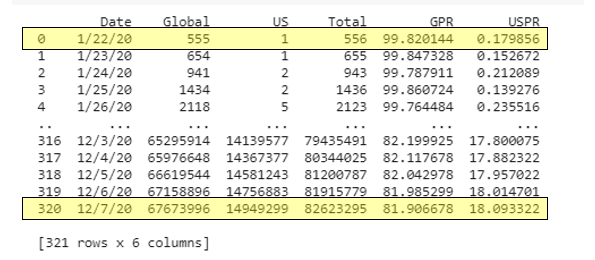 Date Global US Total GPR USPR
0 1/22/20 555 1 556 99.820144 0.179856
1 1/23/20 654 1 655 99.847328 0.152672
2 1/24/20 941 2 943 99.787911 0.212089
3 1/25/20 1434 2 1436 99.860724 0.139276
4 1/26/20 2118 5 2123 99.764484 0.235516
.. ... ... ... ... ... ...
316 12/3/20 65295914 14139577 79435491 82.199925 17.800075
317 12/4/20 65976648 14367377 80344025 82.117678 17.882322
318 12/5/20 66619544 14581243 81200787 82.042978 17.957022
319 12/6/20 67158896 14756883 81915779 81.985299 18.014701
320 12/7/20 67673996 14949299 82623295 81.906678 18.093322
[321 rows x 6 columns]